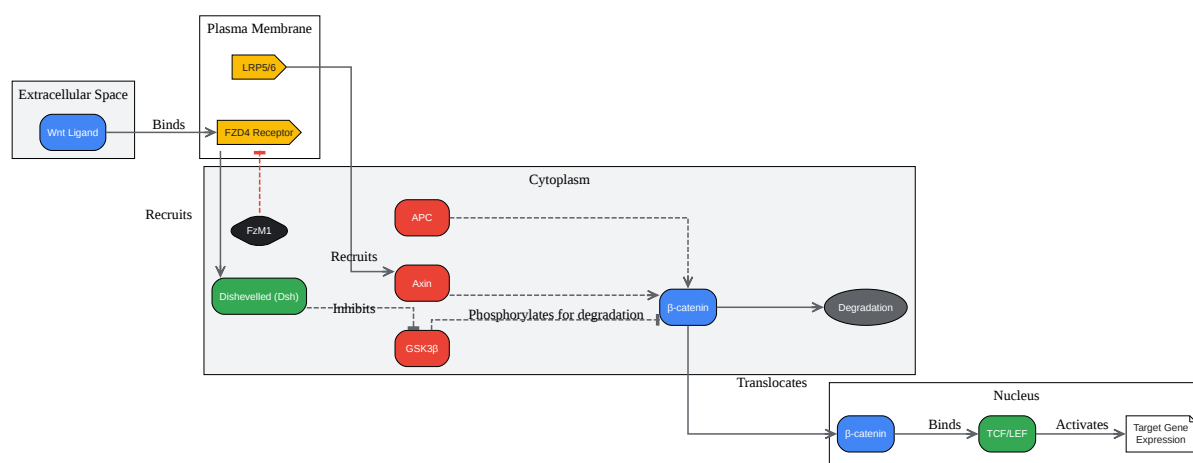 Plasma Membrane
LRP5/6
Extracellular Space
Wnt Ligand
Binds
FZD4 Receptor
Cytoplasm
Recruits
FzM1
APC
Recruits
Axin
Dishevelled (Dsh)
Inhibits
GSK3β
Phosphorylates for degradation
β-catenin
Degradation
Translocates
Nucleus
β-catenin
Binds
TCF/LEF
Activates
Target Gene
Expression